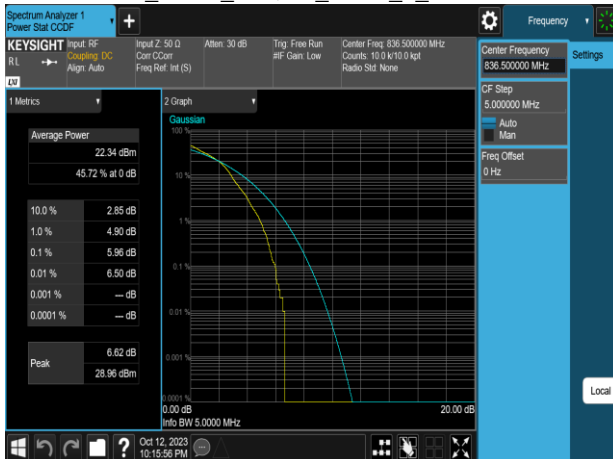 Spectrum Analyzer 1
Power Stat CCDF
Frequency
KEYSIGHT
RL
LXI
Input: RF
Coupling: DC
Align: Auto
Input Z: 50 Ω
Corr CCorr
Freq Ref: Int (S)
Atten: 30 dB
Trig: Free Run
#IF Gain: Low
Center Freq: 836.500000 MHz
Counts: 10.0 k/10.0 kpt
Radio Std: None
Center Frequency
836.500000 MHz
Settings
CF Step
5.000000 MHz
Auto
Man
Freq Offset
0 Hz
Local
1 Metrics
Average Power
22.34 dBm
45.72 % at 0 dB
10.0 % 2.85 dB
1.0 % 4.90 dB
0.1 % 5.96 dB
0.01 % 6.50 dB
0.001 % --- dB
0.0001 % --- dB
Peak
6.62 dB
28.96 dBm
2 Graph
Gaussian
100 %
10 %
1 %
0.1 %
0.01 %
0.001 %
0.0001 %
0.00 dB
20.00 dB
Info BW 5.0000 MHz
?
Oct 12, 2023
10:15:56 PM